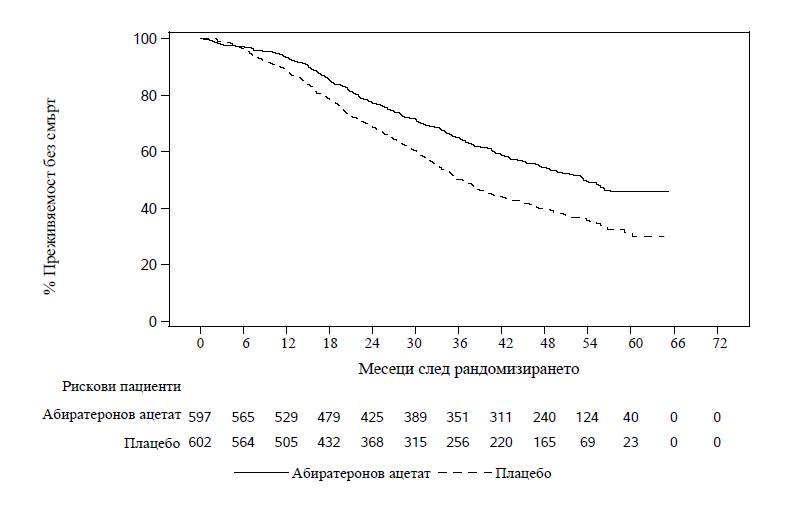 % Преживяемост без смърт
100
80
60
40
20
0
0 6 12 18 24 30 36 42 48 54 60 66 72
Месеци след рандомизирането
Рискови пациенти
Абиратеронов ацетат 597 565 529 479 425 389 351 311 240 124 40 0 0
Плацебо 602 564 505 432 368 315 256 220 165 69 23 0 0
Абиратеронов ацетат Плацебо